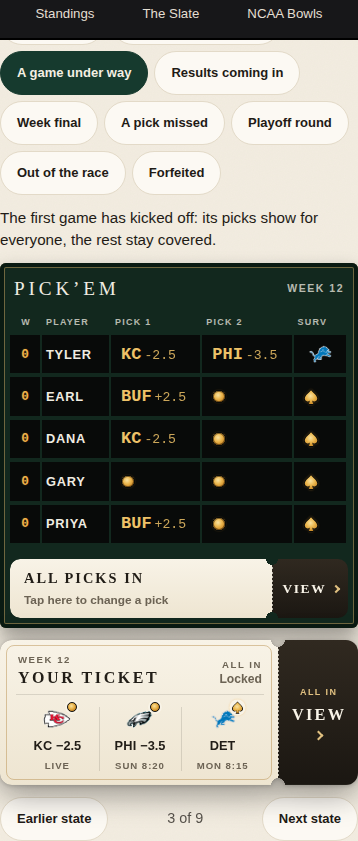 Standings The Slate NCAA Bowls
A game under way Results coming in
Week final A pick missed Playoff round
Out of the race Forfeited
The first game has kicked off: its picks show for
everyone, the rest stay covered.
PICK’EM WEEK 12
W PLAYER PICK 1 PICK 2 SURV
0 TYLER KC -2.5 PHI -3.5
0 EARL BUF +2.5
0 DANA KC -2.5
0 GARY
0 PRIYA BUF +2.5
ALL PICKS IN
Tap here to change a pick
VIEW
WEEK 12
YOUR TICKET
ALL IN
Locked
KC −2.5 PHI −3.5 DET
LIVE SUN 8:20 MON 8:15
ALL IN
VIEW
Earlier state 3 of 9 Next state